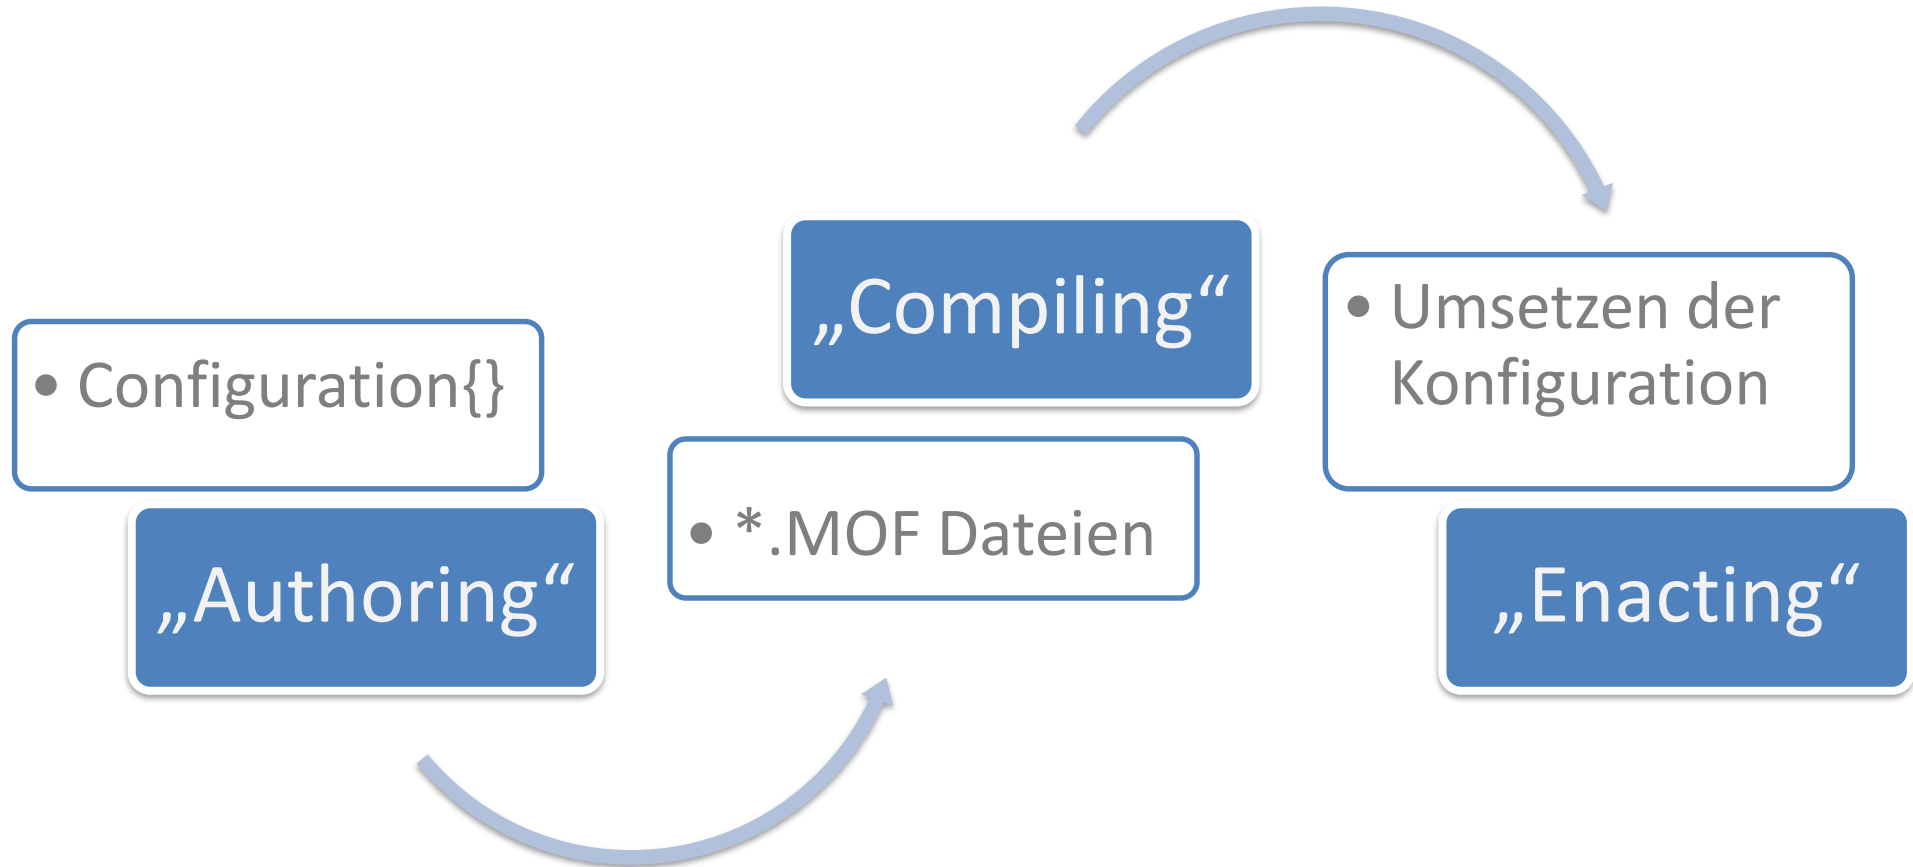 • Configuration{}
„Authoring“
„Compiling“
• *.MOF Dateien
• Umsetzen der
Konfiguration
„Enacting“